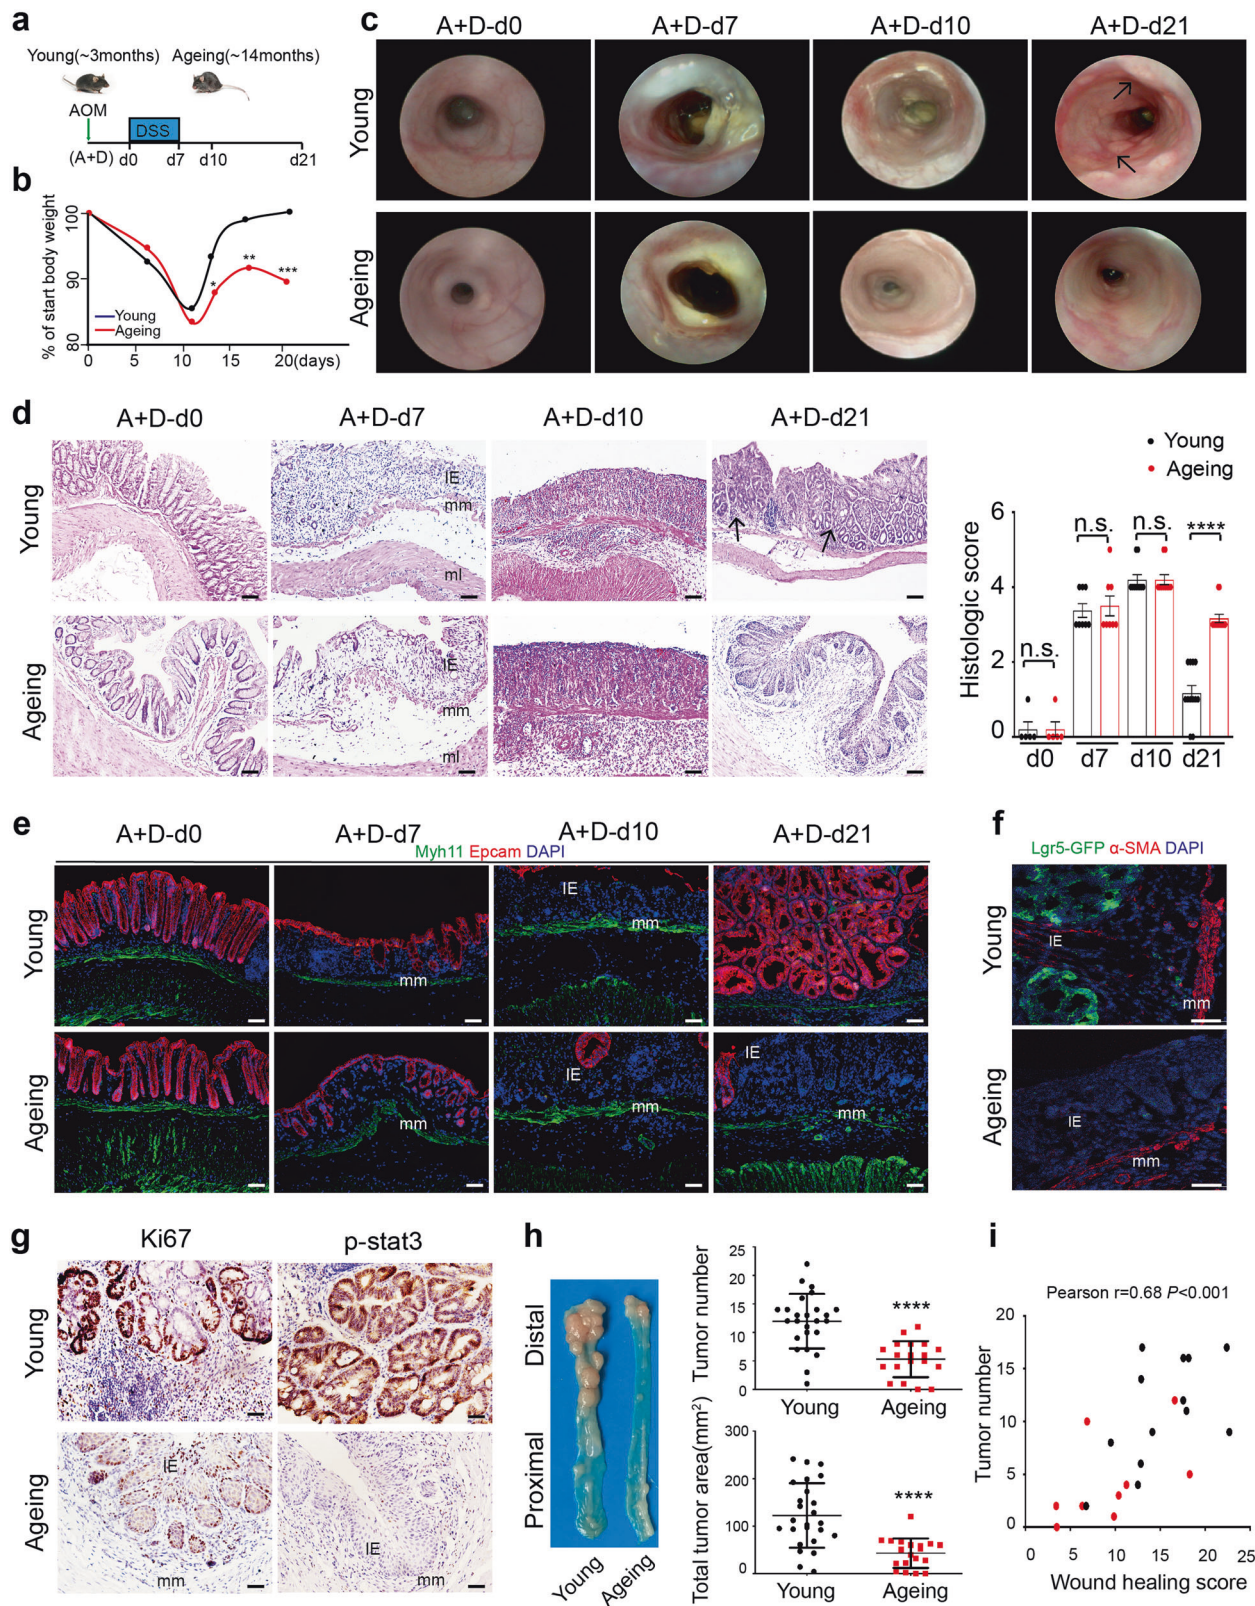 a
Young(~3months) Ageing(~14months)
AOM
DSS
(A+D) d0 d7 d10 d21
b
% of start body weight
100
90
80
Young
Ageing
*
**
***
0 5 10 15 20(days)
c
A+D-d0 A+D-d7 A+D-d10 A+D-d21
Young
Ageing
d
A+D-d0 A+D-d7 A+D-d10 A+D-d21
Young
IE
mm
ml
Ageing
IE
mm
ml
Young
Ageing
Histologic score
6
4
2
0
n.s.
n.s.
n.s.
****
d0 d7 d10 d21
e
A+D-d0 A+D-d7 A+D-d10 A+D-d21
Myh11 Epcam DAPI
Young
mm
IE
mm
Ageing
mm
IE
mm
IE
mm
f
Lgr5-GFP α-SMA DAPI
Young
IE
mm
Ageing
IE
mm
g
Ki67 p-stat3
Young
Ageing
IE
mm
IE
mm
h
Distal
Proximal
Young Ageing
Tumor number
25
20
15
10
5
0
****
Young Ageing
Total tumor area(mm²)
300
200
100
0
****
Young Ageing
i
Pearson r=0.68 P<0.001
Tumor number
20
15
10
5
0
0 5 10 15 20 25
Wound healing score